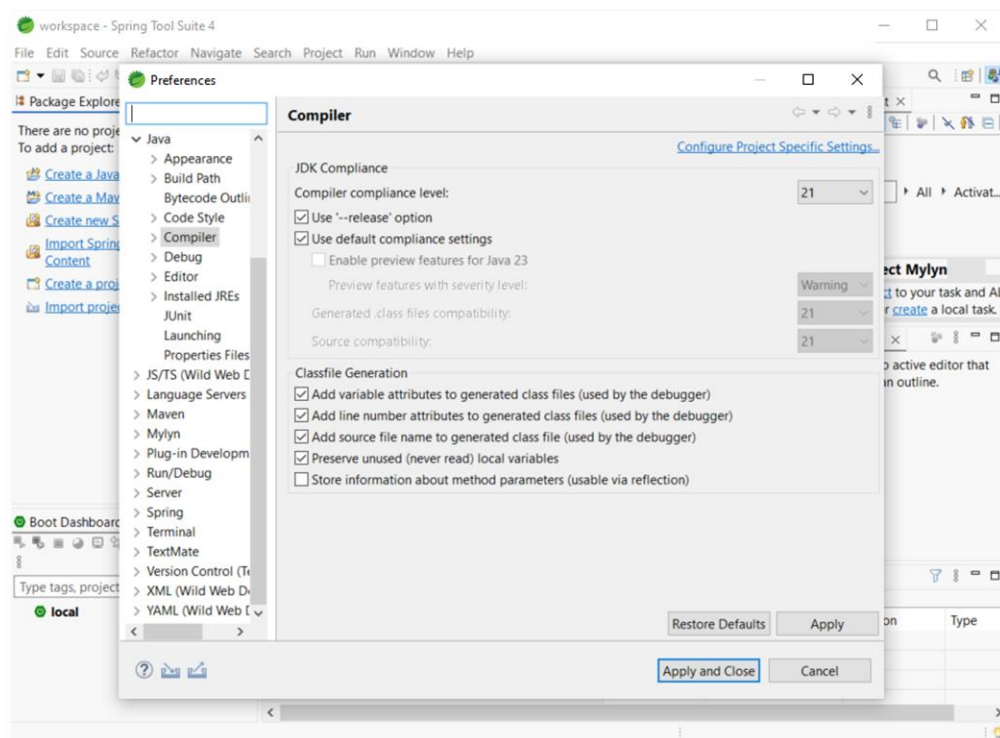 workspace - Spring Tool Suite 4
File Edit Source Refactor Navigate Search Project Run Window Help
Package Explore
There are no proje
To add a project:
Create a Java
Create a Mav
Create new S
Import Spring
Content
Create a proj
Import projec
Boot Dashboard
Type tags, project
local
Preferences
Java
Appearance
Build Path
Bytecode Outli
Code Style
Compiler
Debug
Editor
Installed JREs
JUnit
Launching
Properties Files
JS/TS (Wild Web D
Language Servers
Maven
Mylyn
Plug-in Developm
Run/Debug
Server
Spring
Terminal
TextMate
Version Control (Te
XML (Wild Web De
YAML (Wild Web D
Compiler
Configure Project Specific Settings...
JDK Compliance
Compiler compliance level: 21
Use '--release' option
Use default compliance settings
Enable preview features for Java 23
Preview features with severity level: Warning
Generated .class files compatibility: 21
Source compatibility: 21
Classfile Generation
Add variable attributes to generated class files (used by the debugger)
Add line number attributes to generated class files (used by the debugger)
Add source file name to generated class file (used by the debugger)
Preserve unused (never read) local variables
Store information about method parameters (usable via reflection)
Restore Defaults Apply
Apply and Close Cancel
t
All Activat...
ect Mylyn
ct to your task and AL
r create a local task.
o active editor that
an outline.
on Type